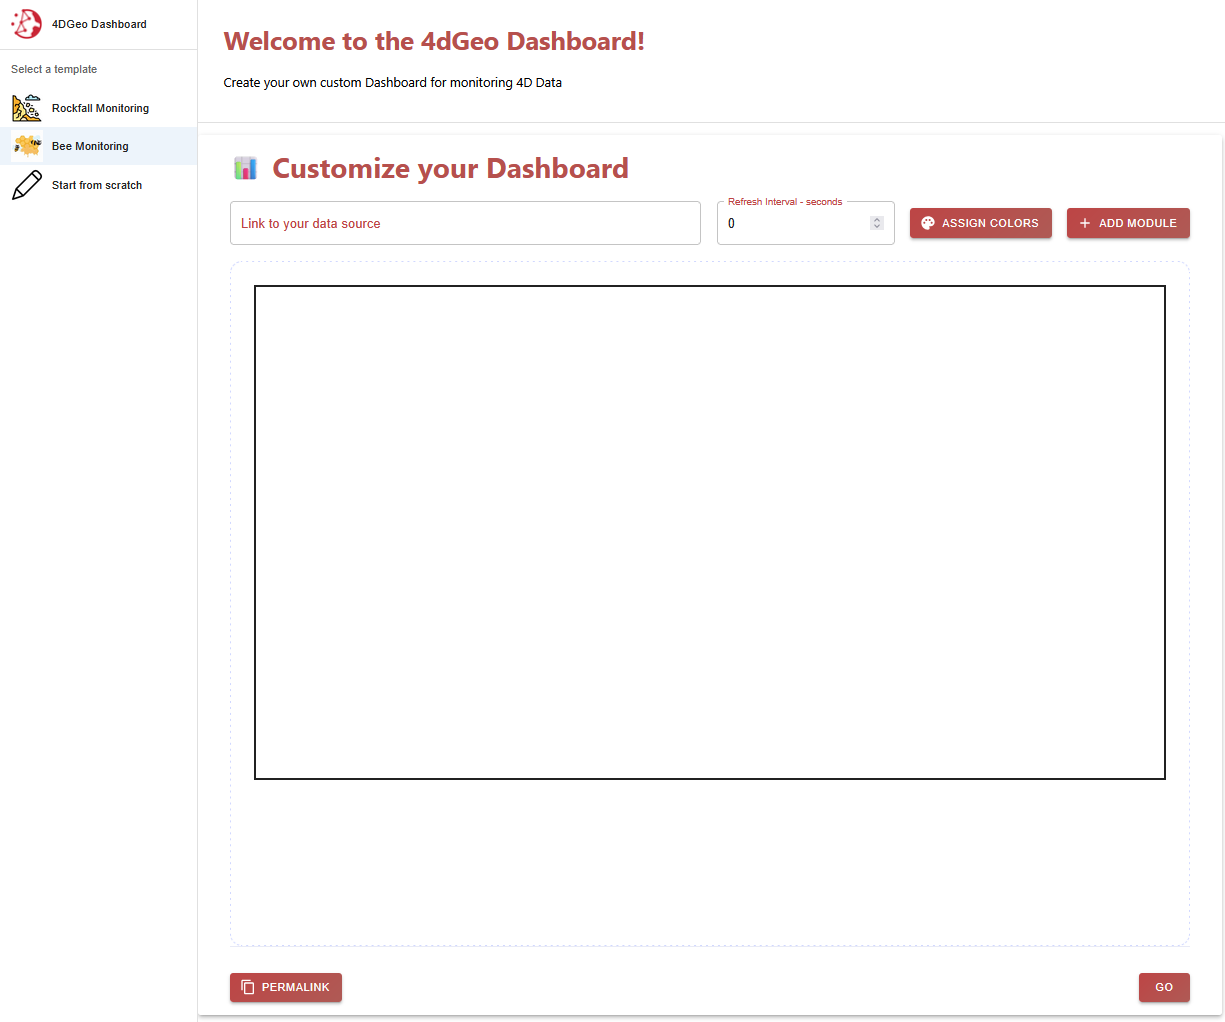 4DGeo Dashboard
Select a template
Rockfall Monitoring
Bee Monitoring
Start from scratch
Welcome to the 4dGeo Dashboard!
Create your own custom Dashboard for monitoring 4D Data
Customize your Dashboard
Link to your data source
Refresh Interval - seconds
0
ASSIGN COLORS
ADD MODULE
PERMALINK
GO